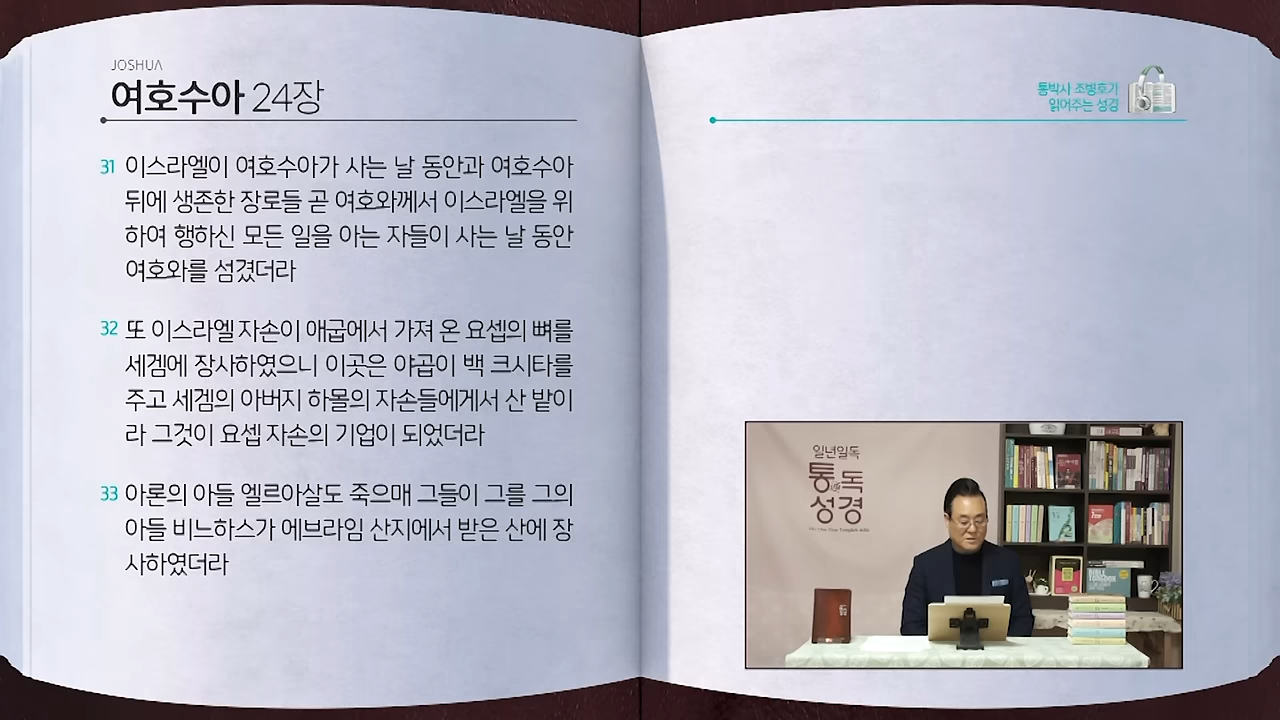 JOSHUA
여호수아 24장
31 이스라엘이 여호수아가 사는 날 동안과 여호수아
뒤에 생존한 장로들 곧 여호와께서 이스라엘을 위
하여 행하신 모든 일을 아는 자들이 사는 날 동안
여호와를 섬겼더라
32 또 이스라엘 자손이 애굽에서 가져 온 요셉의 뼈를
세겜에 장사하였으니 이곳은 야곱이 백 크시타를
주고 세겜의 아버지 하몰의 자손들에게서 산 밭이
라 그것이 요셉 자손의 기업이 되었더라
33 아론의 아들 엘르아살도 죽으매 그들이 그를 그의
아들 비느하스가 에브라임 산지에서 받은 산에 장
사하였더라
통박사 조병호가
읽어주는 성경
일년일독
통독
성경